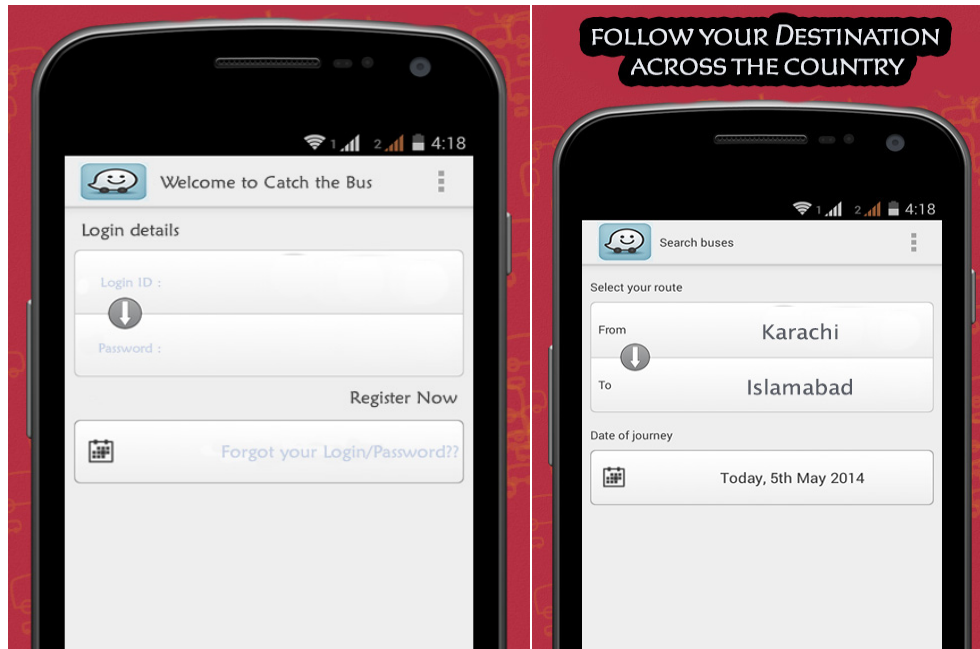 1 2 4:18
Welcome to Catch the Bus
Login details
Login ID :
Password :
Register Now
Forgot your Login/Password??
FOLLOW YOUR DESTINATION
ACROSS THE COUNTRY
1 2 4:18
Search buses
Select your route
From Karachi
To Islamabad
Date of journey
Today, 5th May 2014